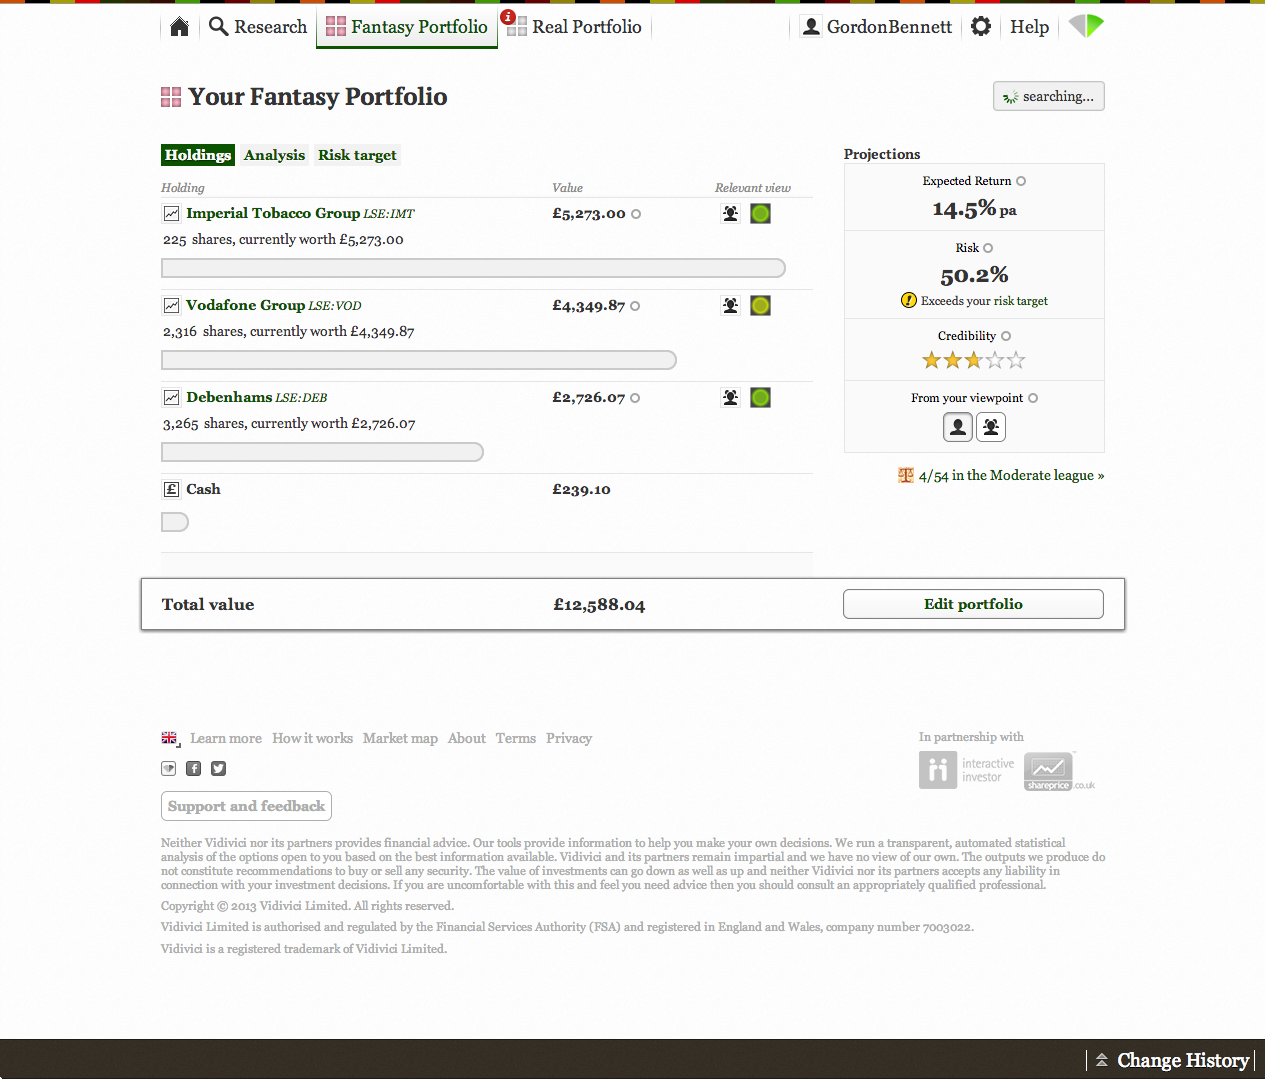 Research
Fantasy Portfolio
Real Portfolio
GordonBennett
Help
Your Fantasy Portfolio
searching...
Holdings Analysis Risk target
Holding Value Relevant view
Imperial Tobacco Group LSE:IMT £5,273.00
225 shares, currently worth £5,273.00
Vodafone Group LSE:VOD £4,349.87
2,316 shares, currently worth £4,349.87
Debenhams LSE:DEB £2,726.07
3,265 shares, currently worth £2,726.07
£ Cash £239.10
Projections
Expected Return
14.5% pa
Risk
50.2%
! Exceeds your risk target
Credibility
From your viewpoint
4/54 in the Moderate league »
Total value £12,588.04 Edit portfolio
Learn more How it works Market map About Terms Privacy
Support and feedback
In partnership with
interactive
investor
shareprice.co.uk
Neither Vidivici nor its partners provides financial advice. Our tools provide information to help you make your own decisions. We run a transparent, automated statistical
analysis of the options open to you based on the best information available. Vidivici and its partners remain impartial and we have no view of our own. The outputs we produce do
not constitute recommendations to buy or sell any security. The value of investments can go down as well as up and neither Vidivici nor its partners accepts any liability in
connection with your investment decisions. If you are uncomfortable with this and feel you need advice then you should consult an appropriately qualified professional.
Copyright © 2013 Vidivici Limited. All rights reserved.
Vidivici Limited is authorised and regulated by the Financial Services Authority (FSA) and registered in England and Wales, company number 7003022.
Vidivici is a registered trademark of Vidivici Limited.
Change History